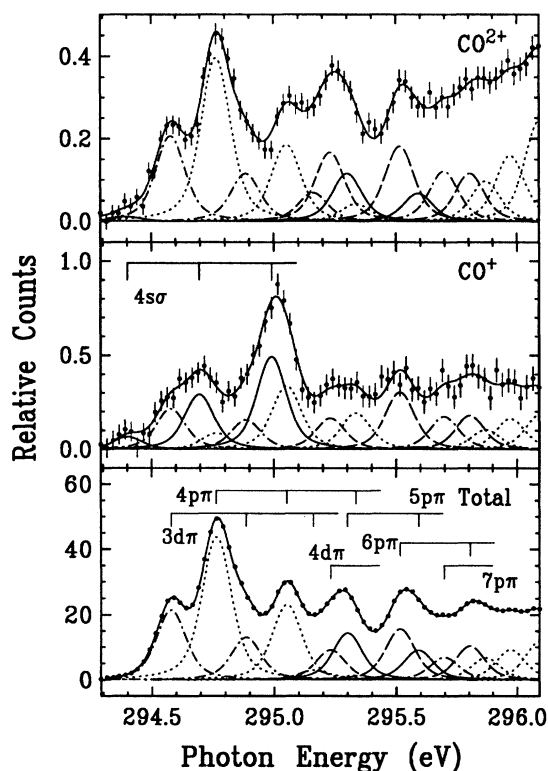 CO2+
0.4
0.2
0.0
CO+
1.0
4sσ
0.5
0.0
Relative Counts
60
4pπ
5pπ
Total
3dπ
4dπ
6pπ
7pπ
40
20
0
294.5
295.0
295.5
296.0
Photon Energy (eV)